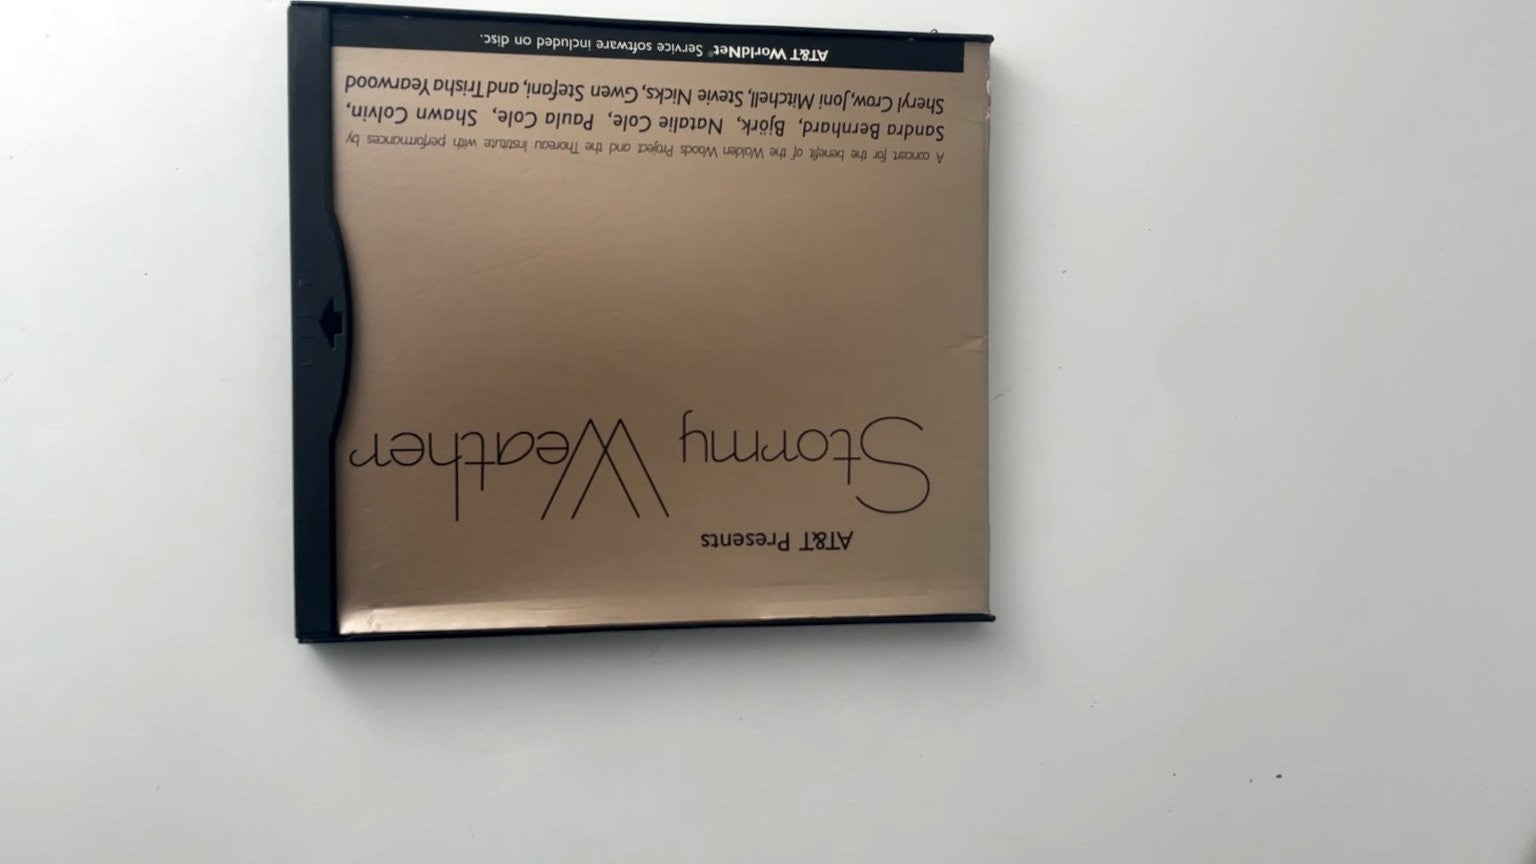 AT&T Presents
Stormy Weather
A concert for the benefit of the Walden Woods Project and the Thoreau Institute with performances by
Sandra Bernhard, Björk, Natalie Cole, Paula Cole, Shawn Colvin,
Sheryl Crow, Joni Mitchell, Stevie Nicks, Gwen Stefani, and Trisha Yearwood
AT&T WorldNet® Service software included on disc.